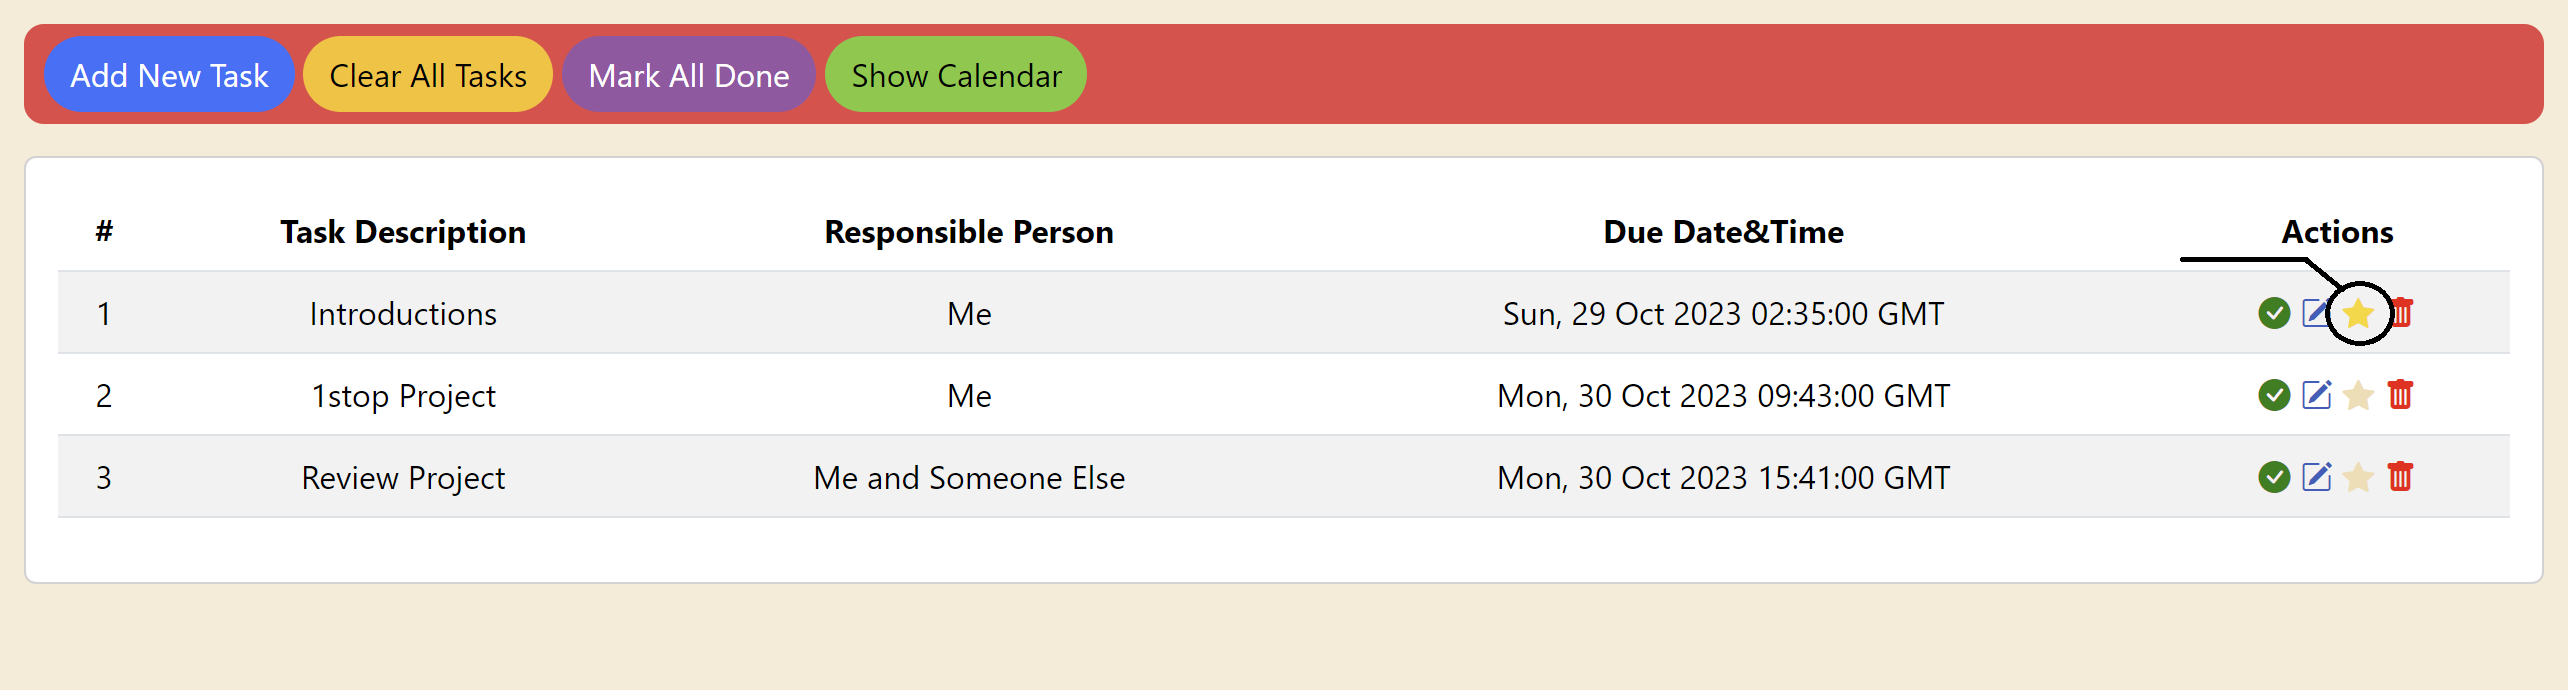 Add New Task Clear All Tasks Mark All Done Show Calendar
# Task Description Responsible Person Due Date&Time Actions
1 Introductions Me Sun, 29 Oct 2023 02:35:00 GMT
2 1stop Project Me Mon, 30 Oct 2023 09:43:00 GMT
3 Review Project Me and Someone Else Mon, 30 Oct 2023 15:41:00 GMT